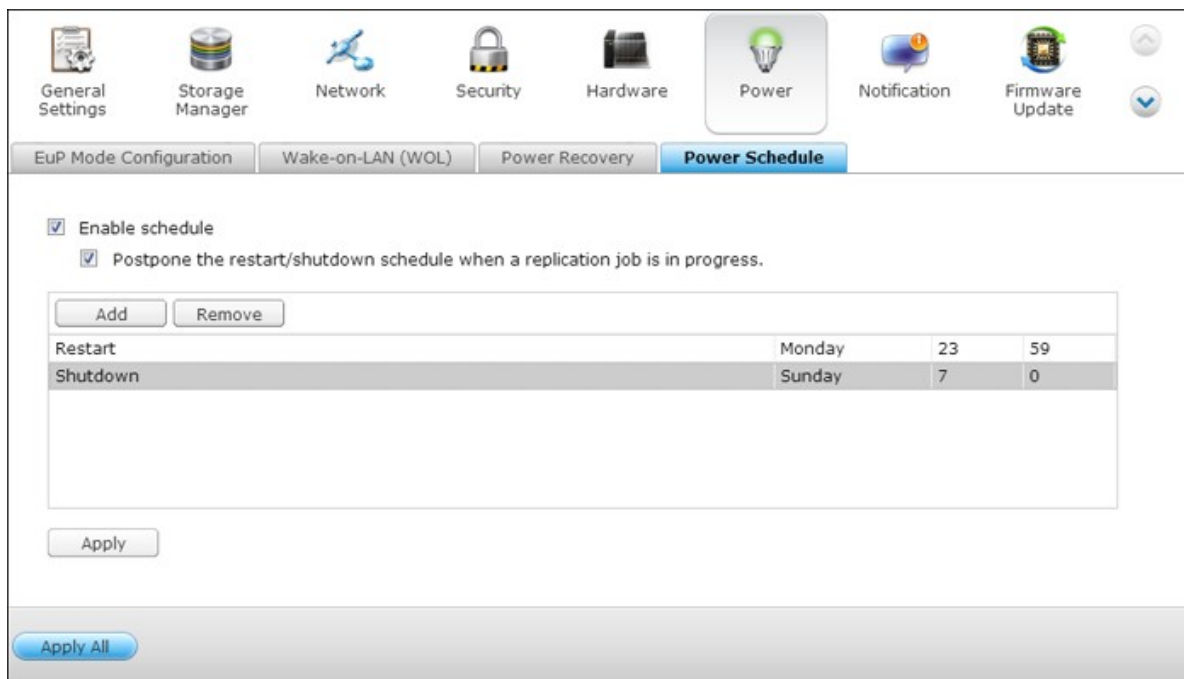 General Settings
Storage Manager
Network
Security
Hardware
Power
Notification
Firmware Update
EuP Mode Configuration
Wake-on-LAN (WOL)
Power Recovery
Power Schedule
Enable schedule
Postpone the restart/shutdown schedule when a replication job is in progress.
Add
Remove
Restart Monday 23 59
Shutdown Sunday 7 0
Apply
Apply All